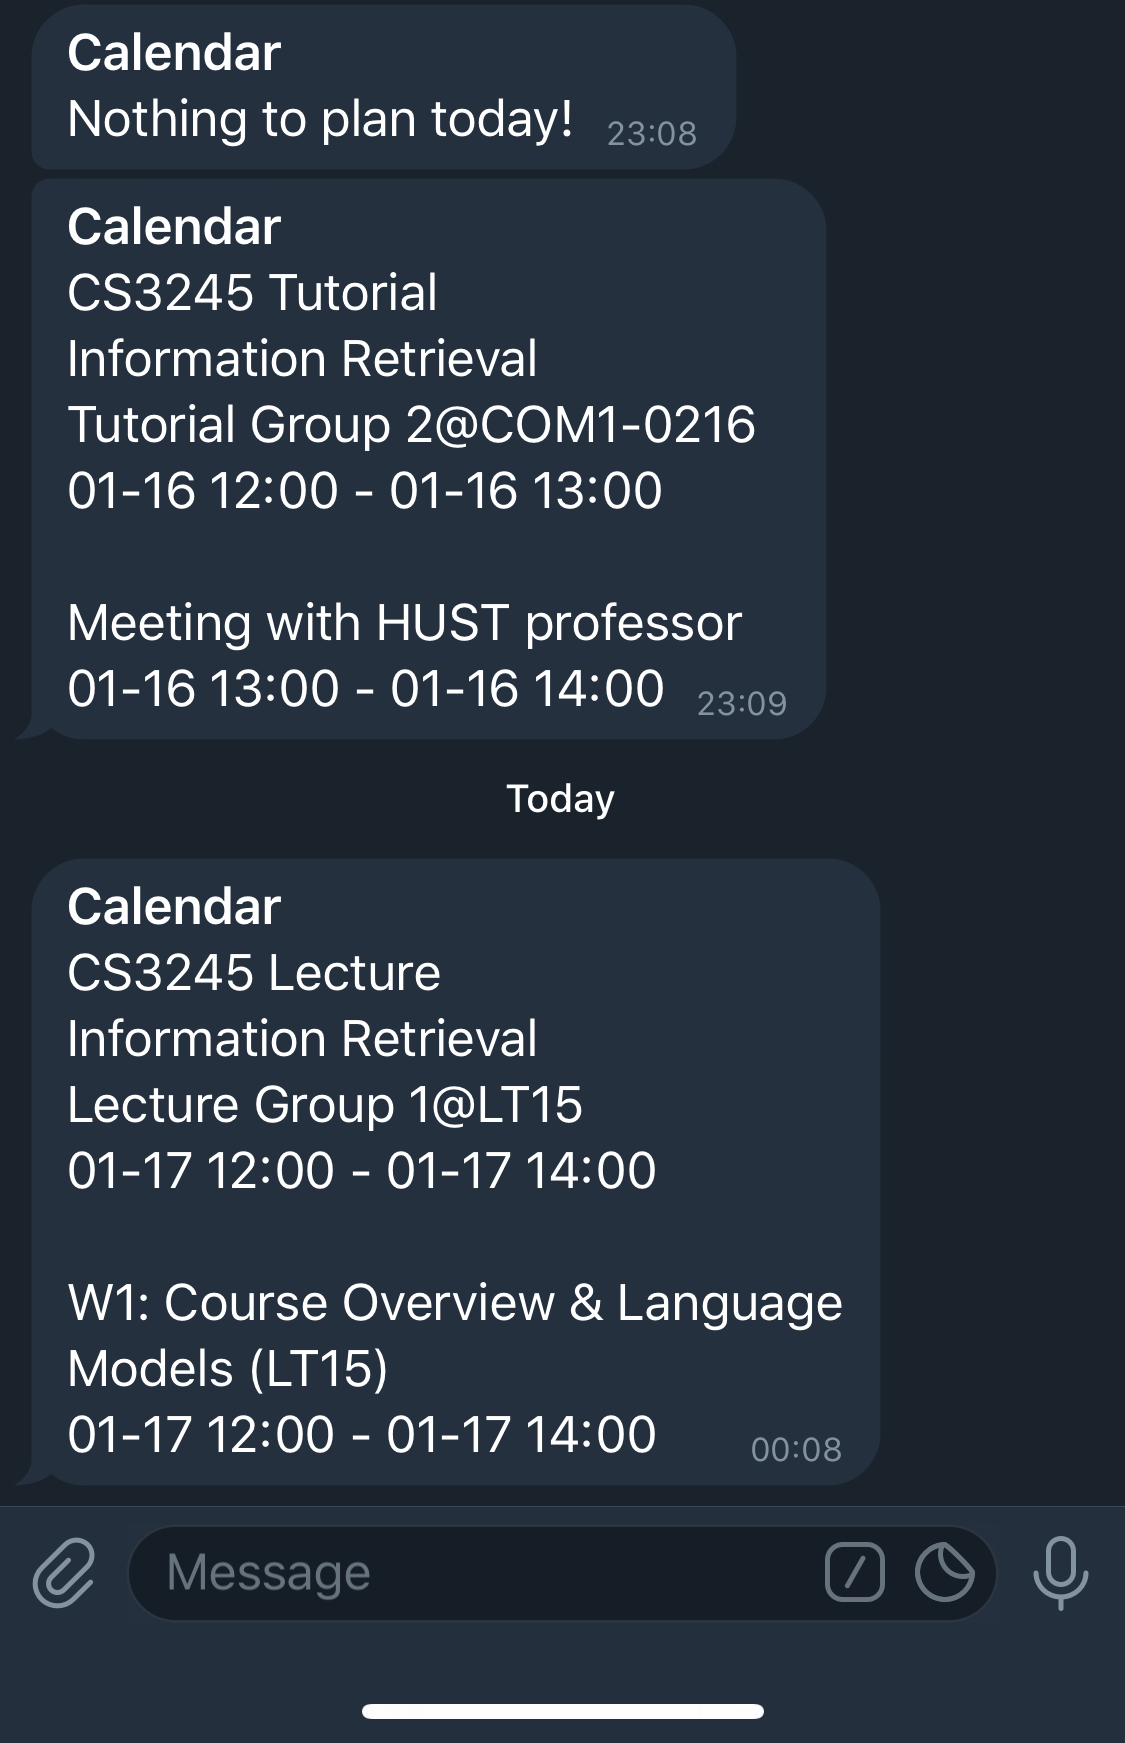 Calendar
Nothing to plan today!
23:08
Calendar
CS3245 Tutorial
Information Retrieval
Tutorial Group 2@COM1-0216
01-16 12:00 - 01-16 13:00
Meeting with HUST professor
01-16 13:00 - 01-16 14:00
23:09
Today
Calendar
CS3245 Lecture
Information Retrieval
Lecture Group 1@LT15
01-17 12:00 - 01-17 14:00
W1: Course Overview & Language
Models (LT15)
01-17 12:00 - 01-17 14:00
00:08
Message